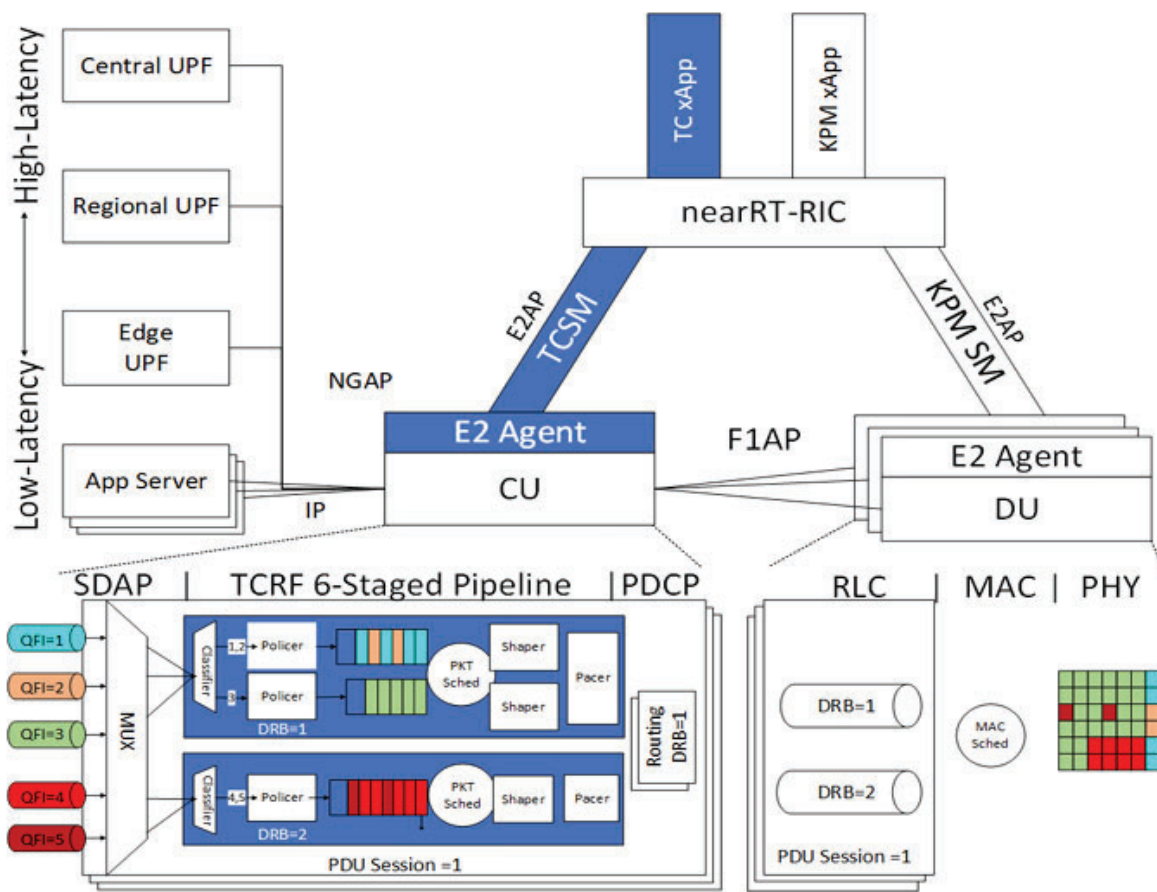 High-Latency
Low-Latency
Central UPF
Regional UPF
Edge
UPF
App Server
IP
NGAP
TC xApp
KPM xApp
nearRT-RIC
E2AP
TCSM
KPM SM
E2AP
E2 Agent
CU
F1AP
E2 Agent
DU
SDAP
TCRF 6-Staged Pipeline
PDCP
RLC
MAC
PHY
QFI=1
QFI=2
QFI=3
QFI=4
QFI=5
MUX
Classifier
1,2
Policer
3
Policer
DRB=1
PKT
Sched
Shaper
Shaper
Pacer
Classifier
4,5
Policer
DRB=2
PKT
Sched
Shaper
Pacer
Routing
DRB=1
PDU Session =1
DRB=1
DRB=2
PDU Session =1
MAC
Sched